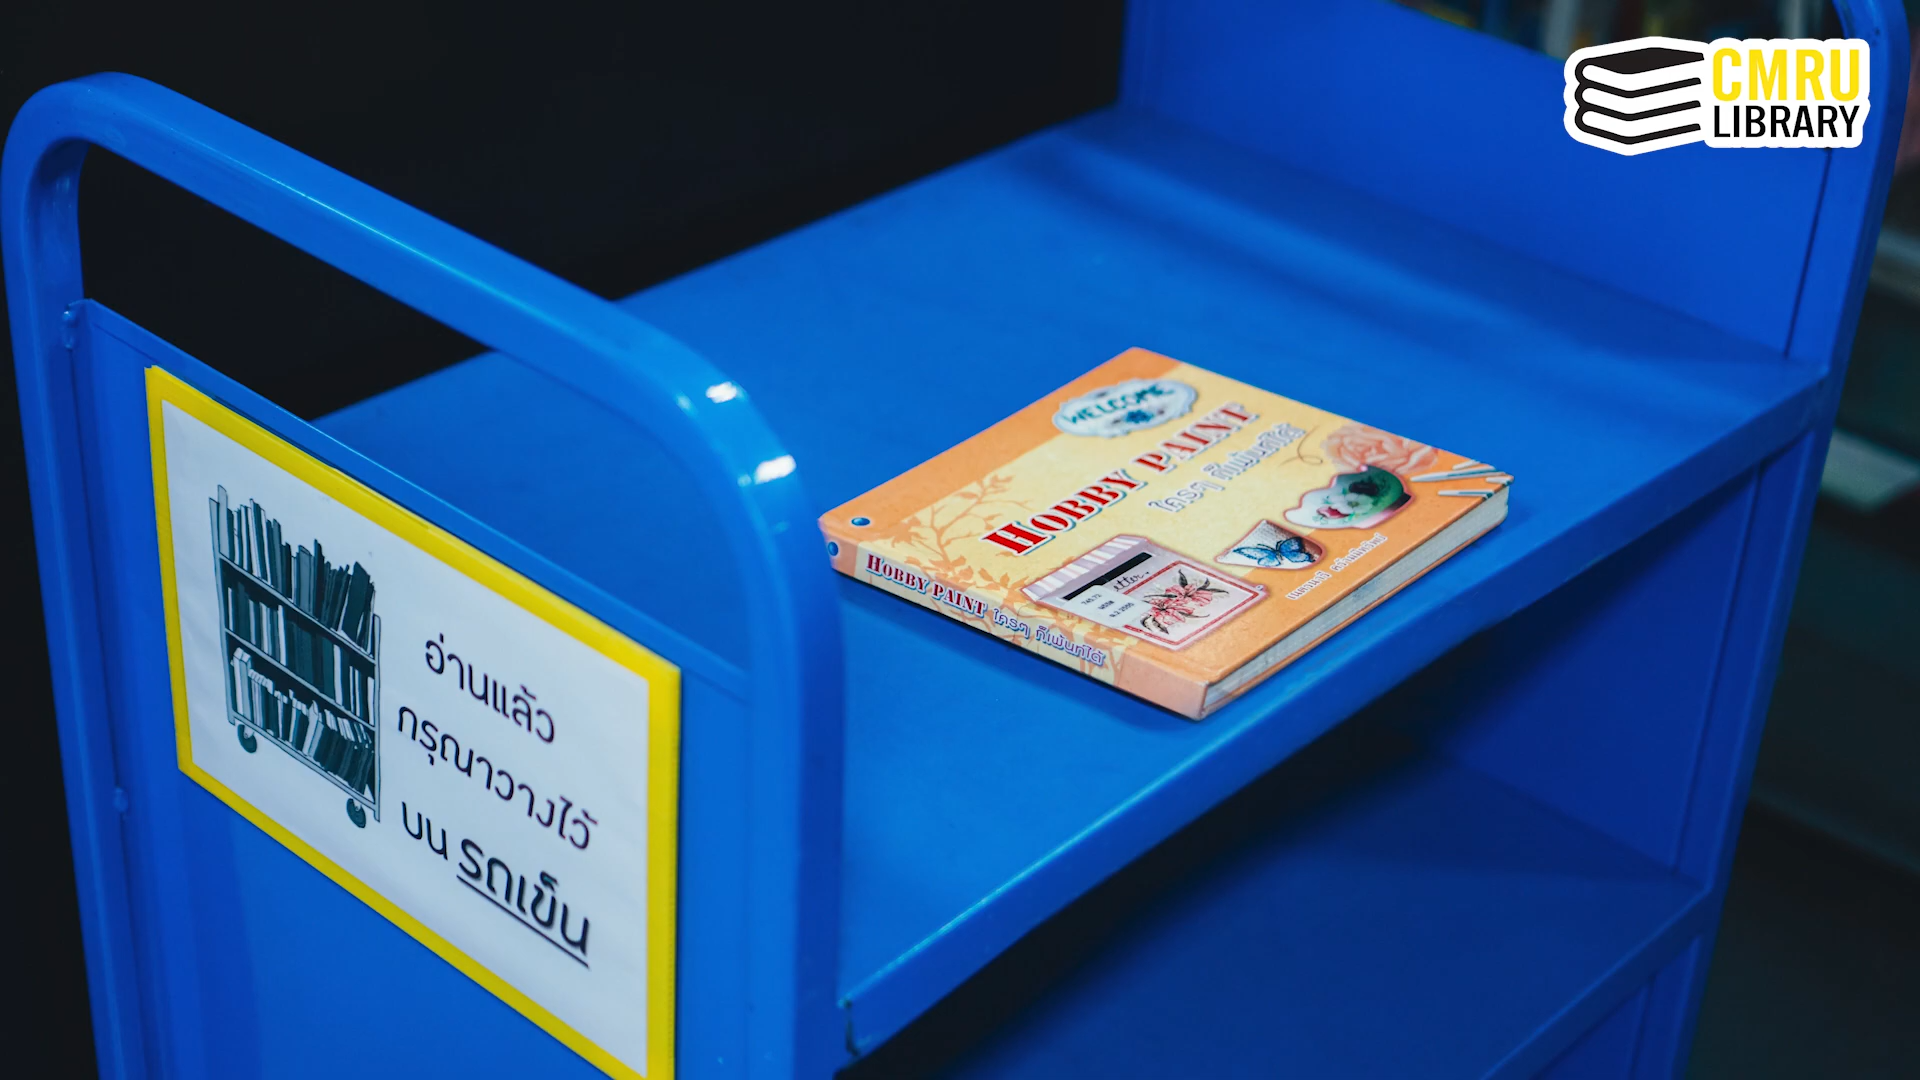 CMRU
LIBRARY
WELCOME
HOBBY PAINT
ใครๆ ก็เพ้นท์ได้
HOBBY PAINT ใครๆ ก็เพ้นท์ได้
อ่านแล้ว
กรุณาวางไว้
บน รถเข็น